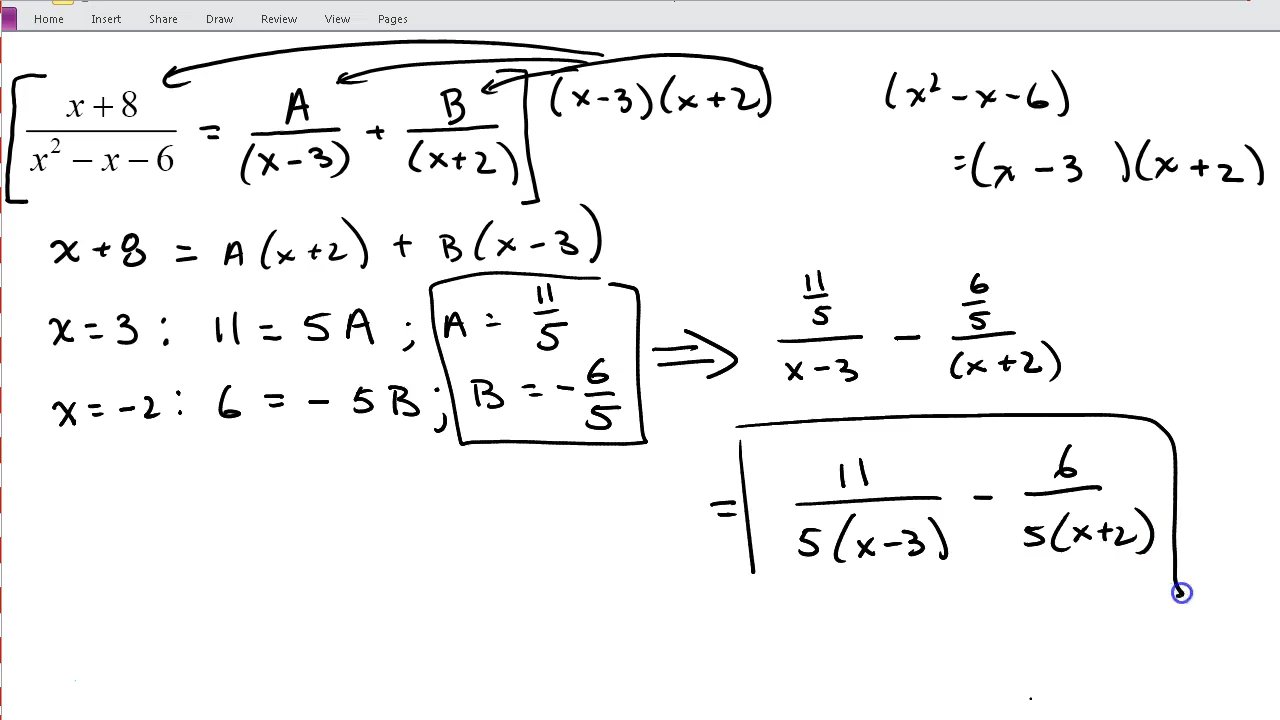 Home Insert Share Draw Review View Pages
[ x + 8 / x² − x − 6 = A / (x − 3) + B / (x + 2) ] (x − 3)(x + 2)
(x² − x − 6)
= (x − 3 )(x + 2)
x + 8 = A(x + 2) + B(x − 3)
x = 3 : 11 = 5A ; A = 11/5
x = −2 : 6 = − 5B ; B = − 6/5
⇒ 11/5 / x − 3 − 6/5 / (x + 2)
= 11 / 5(x − 3) − 6 / 5(x + 2)